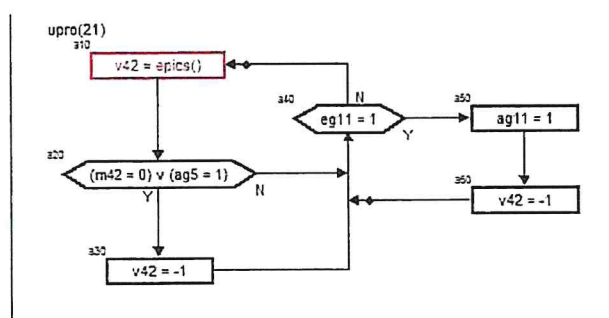 upro(21)
a10
v42 = epics()
a20
(m42 = 0) v (ag5 = 1)
N
Y
a30
v42 = -1
a40
eg11 = 1
N
Y
a50
ag11 = 1
a60
v42 = -1